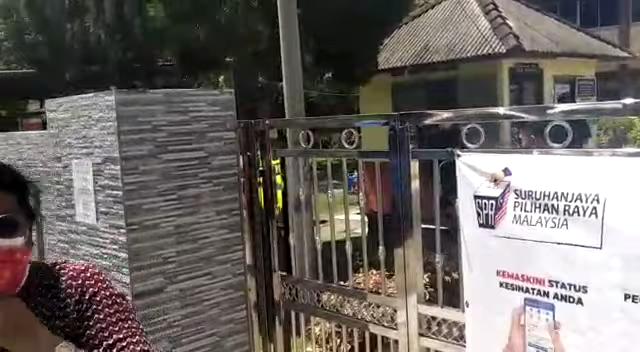 SPR
SURUHANJAYA
PILIHAN RAYA
MALAYSIA
KEMASKINI STATUS
KESIHATAN ANDA